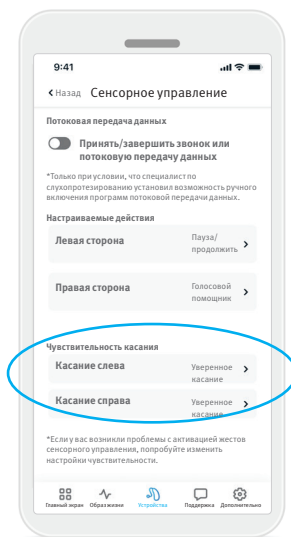 9:41
Назад Сенсорное управление
Потоковая передача данных
Принять/завершить звонок или
потоковую передачу данных
*Только при условии, что специалист по
слухопротезированию установил возможность ручного
включения программ потоковой передачи данных.
Настраиваемые действия
Левая сторона Пауза/
продолжить
Правая сторона Голосовой
помощник
Чувствительность касания
Касание слева Уверенное
касание
Касание справа Уверенное
касание
*Если у вас возникли проблемы с активацией жестов
сенсорного управления, попробуйте изменить
настройки чувствительности.
Главный экран Образ жизни Устройства Поддержка Дополнительно